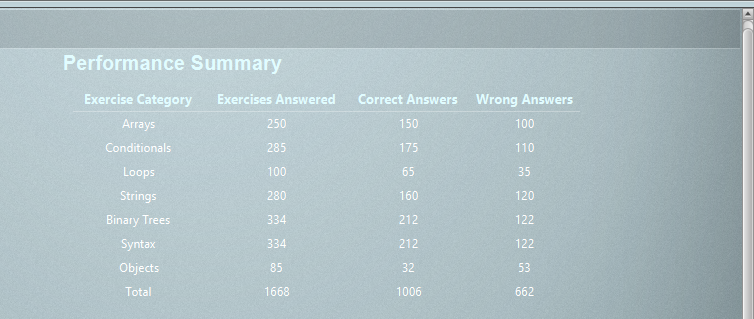 Performance Summary
Exercise Category Exercises Answered Correct Answers Wrong Answers
Arrays 250 150 100
Conditionals 285 175 110
Loops 100 65 35
Strings 280 160 120
Binary Trees 334 212 122
Syntax 334 212 122
Objects 85 32 53
Total 1668 1006 662